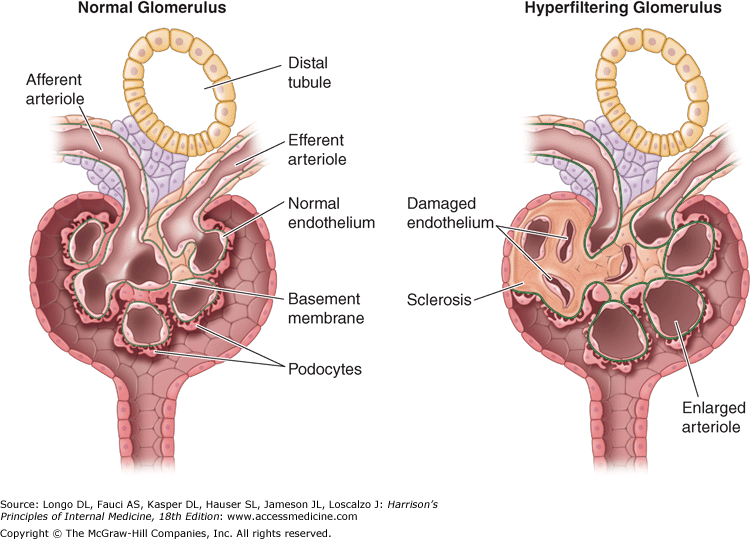 Normal Glomerulus
Hyperfiltering Glomerulus
Distal
tubule
Afferent
arteriole
Efferent
arteriole
Normal
endothelium
Basement
membrane
Podocytes
Damaged
endothelium
Sclerosis
Enlarged
arteriole
Source: Longo DL, Fauci AS, Kasper DL, Hauser SL, Jameson JL, Loscalzo J: Harrison's
Principles of Internal Medicine, 18th Edition: www.accessmedicine.com
Copyright © The McGraw-Hill Companies, Inc. All rights reserved.